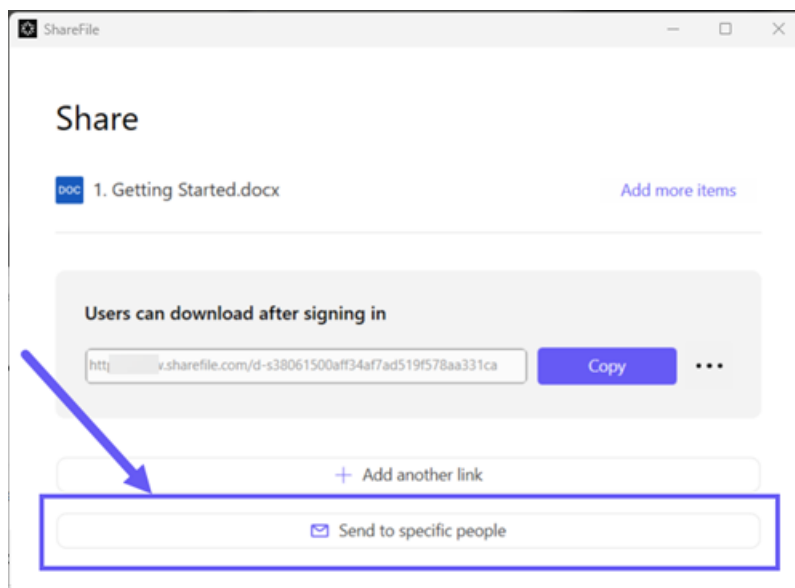 ShareFile
Share
DOC 1. Getting Started.docx Add more items
Users can download after signing in
.sharefile.com/d-s38061500aff34af7ad519f578aa331ca Copy
+ Add another link
Send to specific people